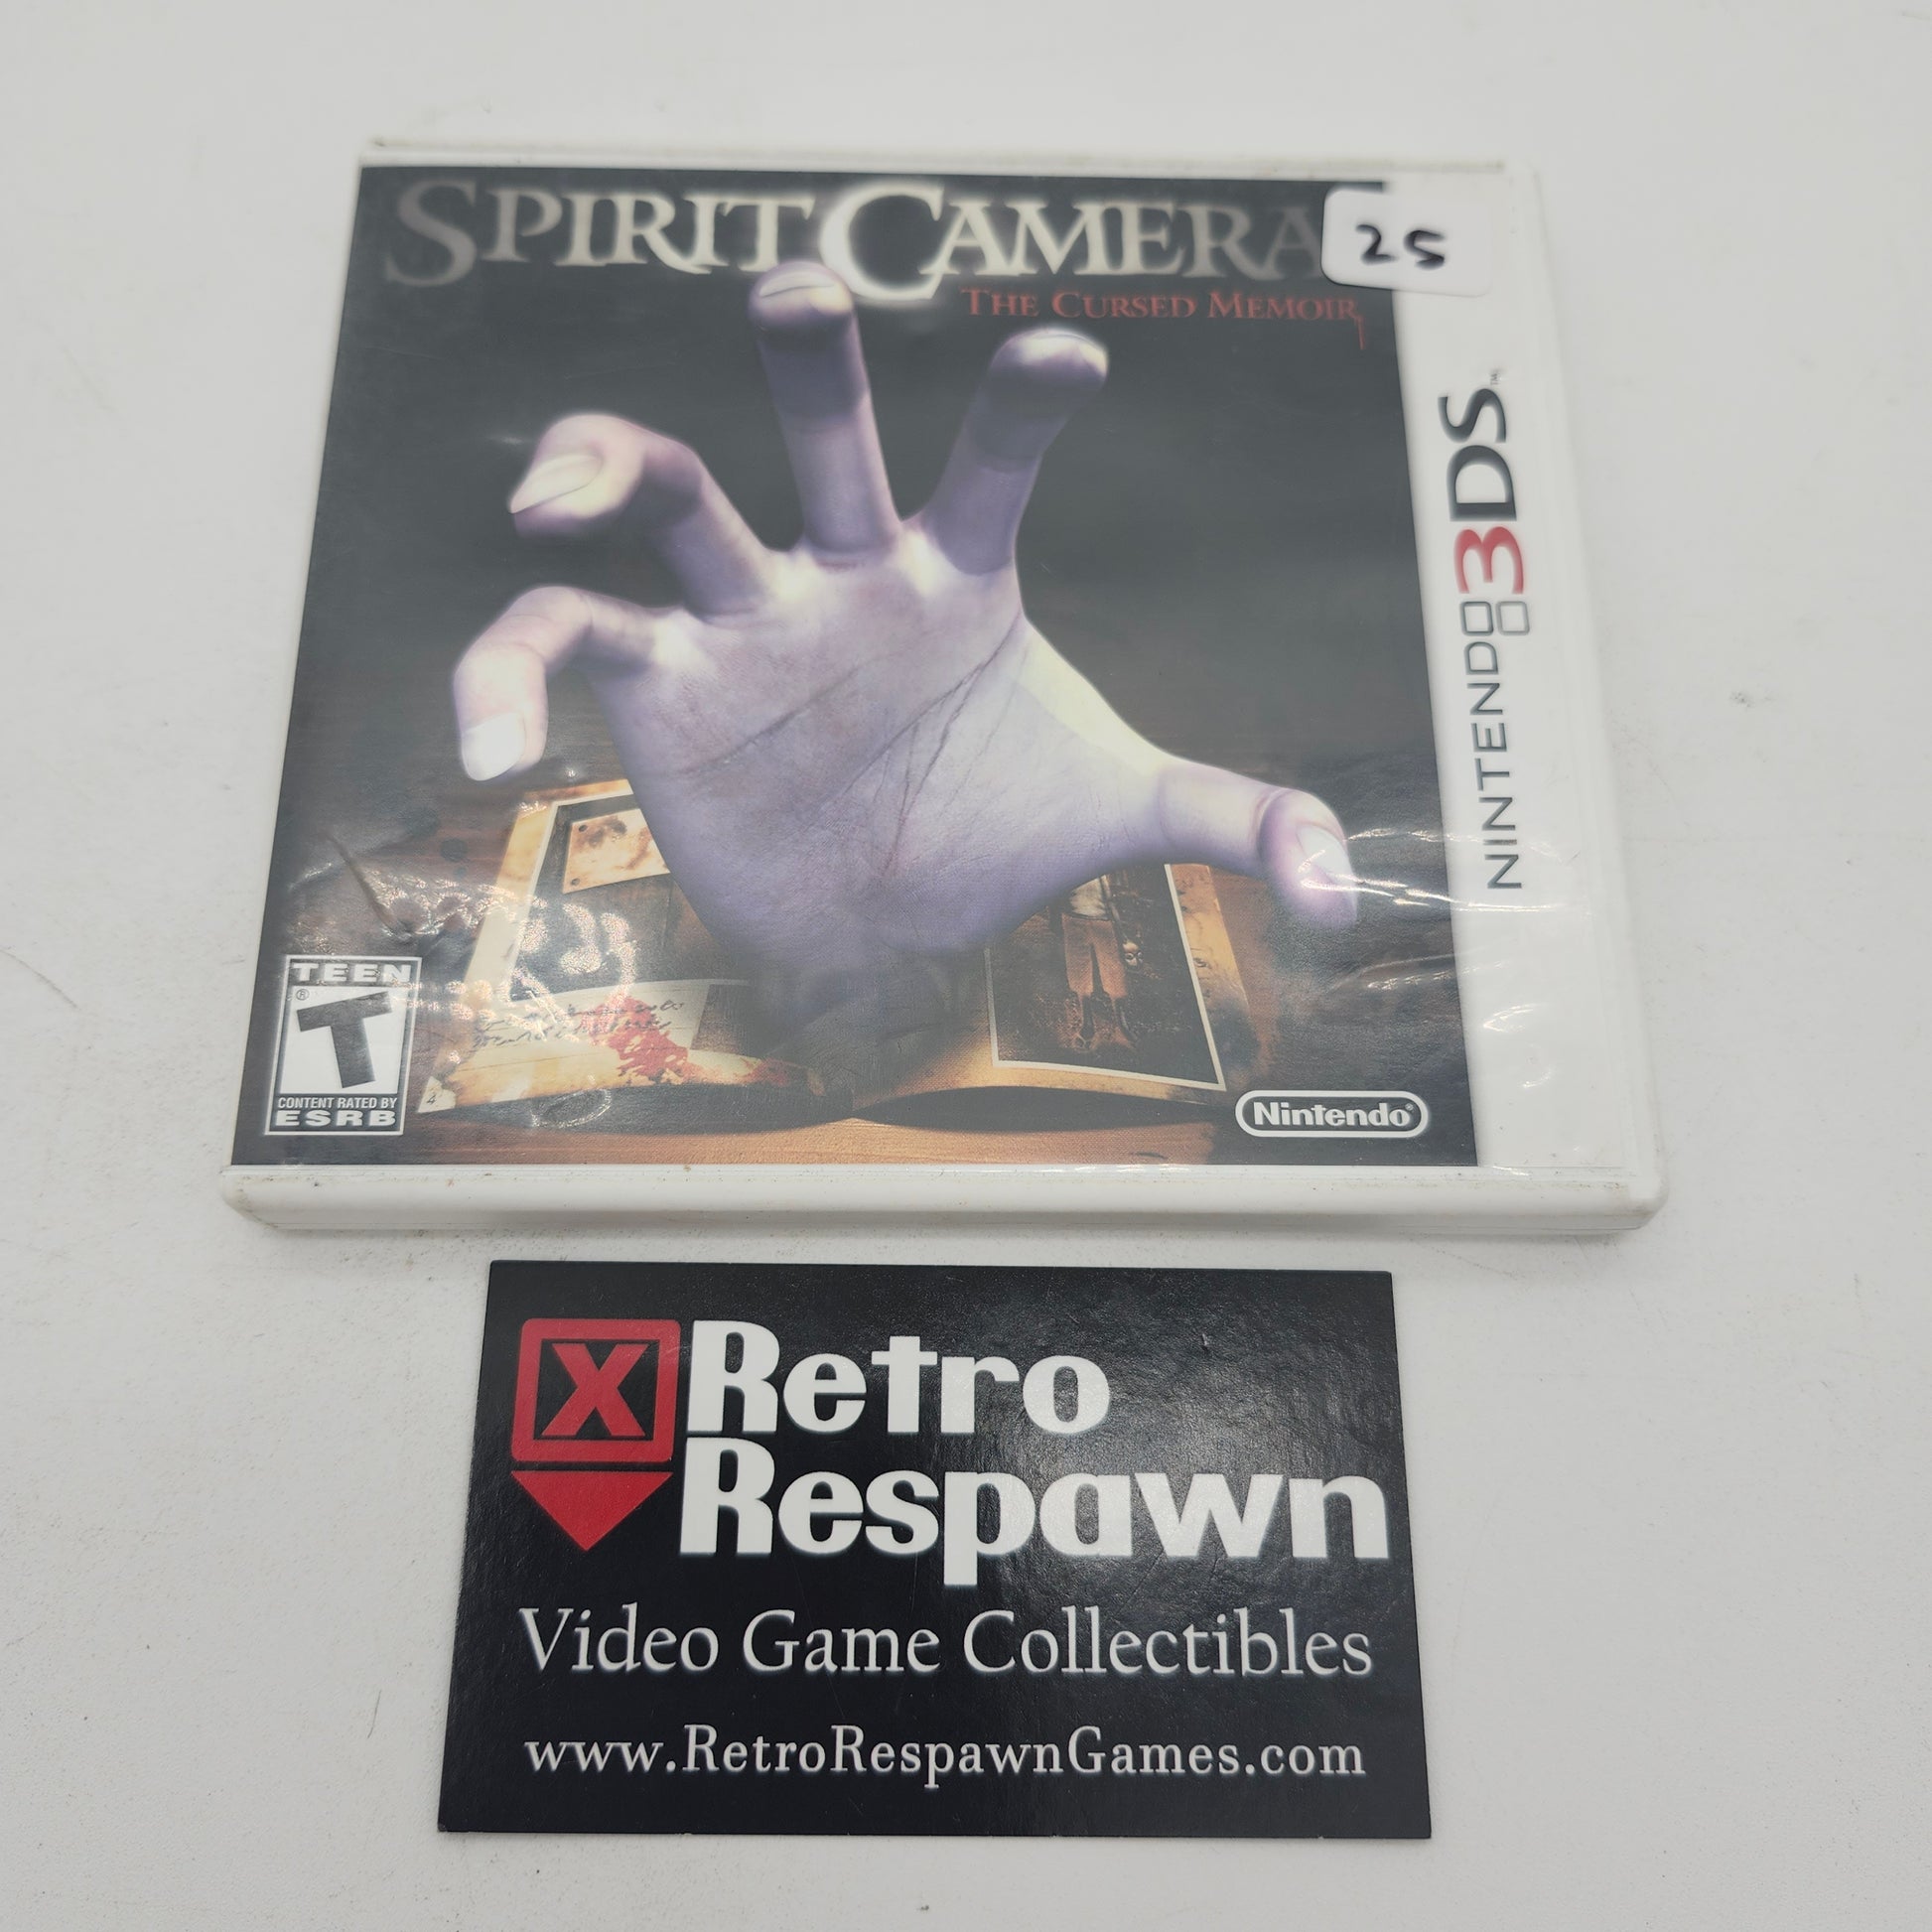 SPIRIT CAMERA
25
THE CURSED MEMOIR
NINTENDO 3DS™
TEEN
T
®
CONTENT RATED BY
ESRB
Nintendo®
X Retro
Respawn
Video Game Collectibles
www.RetroRespawnGames.com